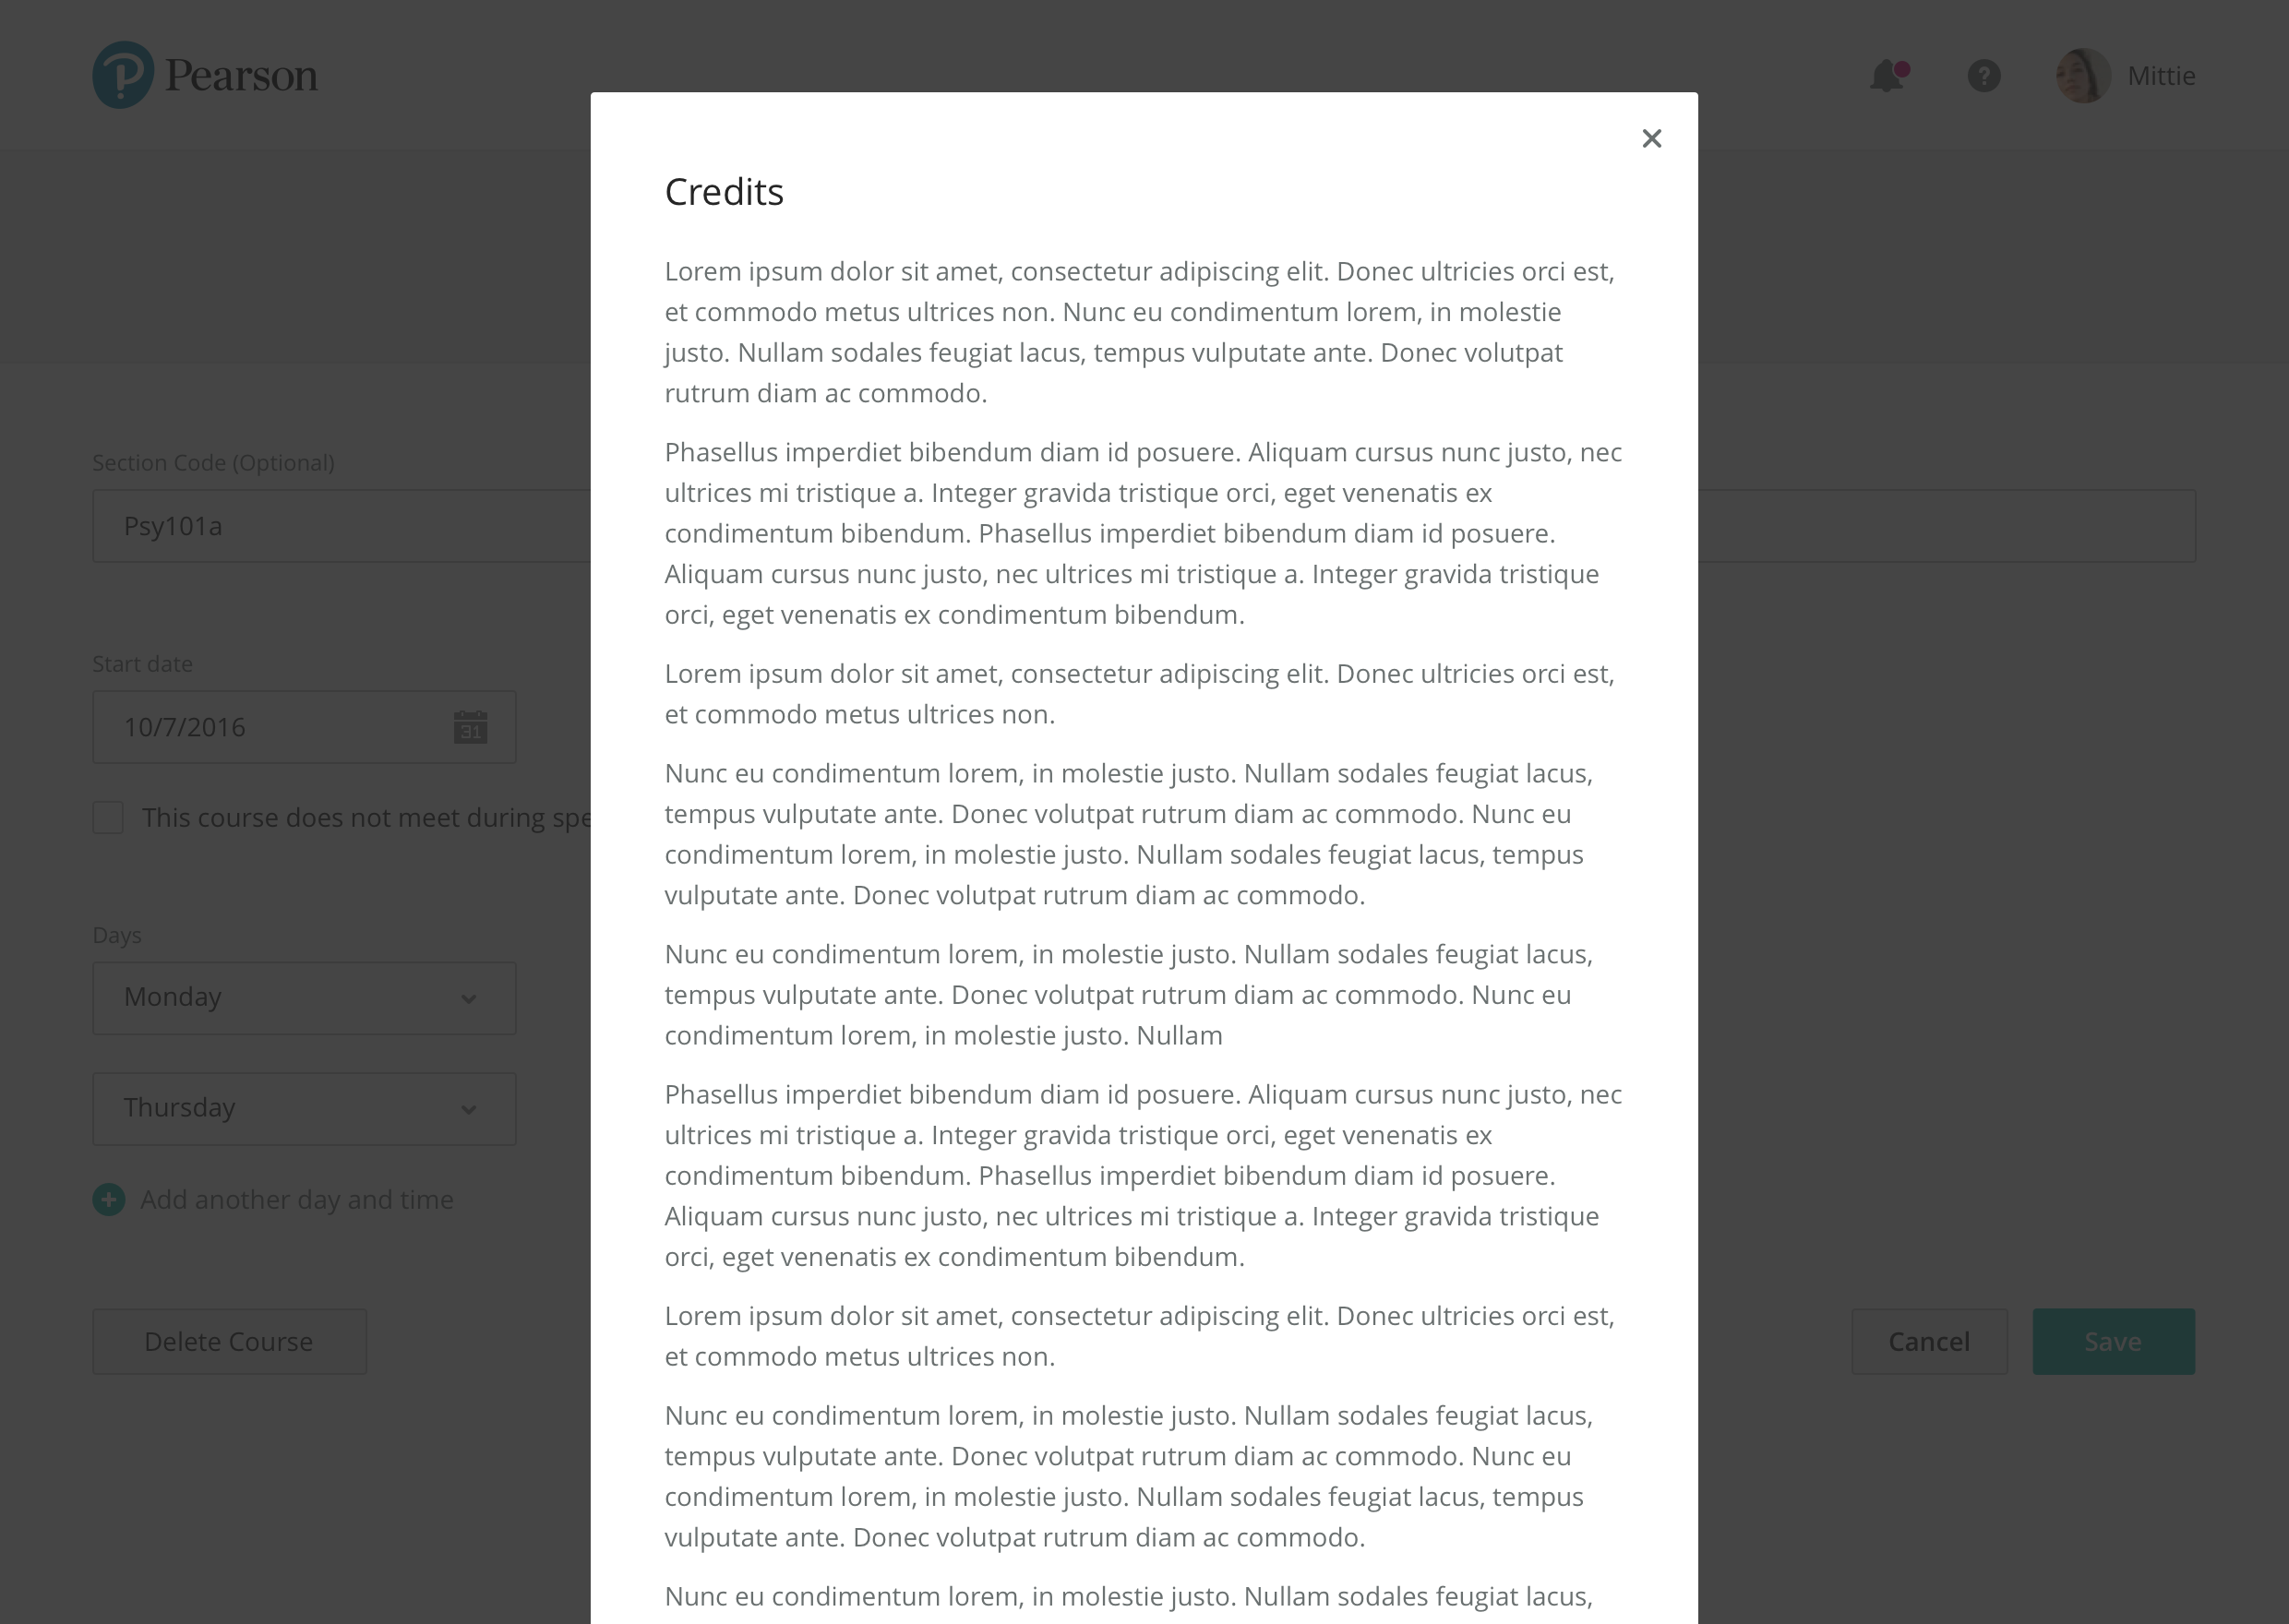 Pearson
Mittie
Credits
Lorem ipsum dolor sit amet, consectetur adipiscing elit. Donec ultricies orci est,
et commodo metus ultrices non. Nunc eu condimentum lorem, in molestie
justo. Nullam sodales feugiat lacus, tempus vulputate ante. Donec volutpat
rutrum diam ac commodo.
Phasellus imperdiet bibendum diam id posuere. Aliquam cursus nunc justo, nec
ultrices mi tristique a. Integer gravida tristique orci, eget venenatis ex
condimentum bibendum. Phasellus imperdiet bibendum diam id posuere.
Aliquam cursus nunc justo, nec ultrices mi tristique a. Integer gravida tristique
orci, eget venenatis ex condimentum bibendum.
Lorem ipsum dolor sit amet, consectetur adipiscing elit. Donec ultricies orci est,
et commodo metus ultrices non.
Nunc eu condimentum lorem, in molestie justo. Nullam sodales feugiat lacus,
tempus vulputate ante. Donec volutpat rutrum diam ac commodo. Nunc eu
condimentum lorem, in molestie justo. Nullam sodales feugiat lacus, tempus
vulputate ante. Donec volutpat rutrum diam ac commodo.
Nunc eu condimentum lorem, in molestie justo. Nullam sodales feugiat lacus,
tempus vulputate ante. Donec volutpat rutrum diam ac commodo. Nunc eu
condimentum lorem, in molestie justo. Nullam
Phasellus imperdiet bibendum diam id posuere. Aliquam cursus nunc justo, nec
ultrices mi tristique a. Integer gravida tristique orci, eget venenatis ex
condimentum bibendum. Phasellus imperdiet bibendum diam id posuere.
Aliquam cursus nunc justo, nec ultrices mi tristique a. Integer gravida tristique
orci, eget venenatis ex condimentum bibendum.
Lorem ipsum dolor sit amet, consectetur adipiscing elit. Donec ultricies orci est,
et commodo metus ultrices non.
Nunc eu condimentum lorem, in molestie justo. Nullam sodales feugiat lacus,
tempus vulputate ante. Donec volutpat rutrum diam ac commodo. Nunc eu
condimentum lorem, in molestie justo. Nullam sodales feugiat lacus, tempus
vulputate ante. Donec volutpat rutrum diam ac commodo.
Nunc eu condimentum lorem, in molestie justo. Nullam sodales feugiat lacus,
Section Code (Optional)
Psy101a
Start date
10/7/2016
31
This course does not meet during spe
Days
Monday
Thursday
Add another day and time
Delete Course
Cancel
Save